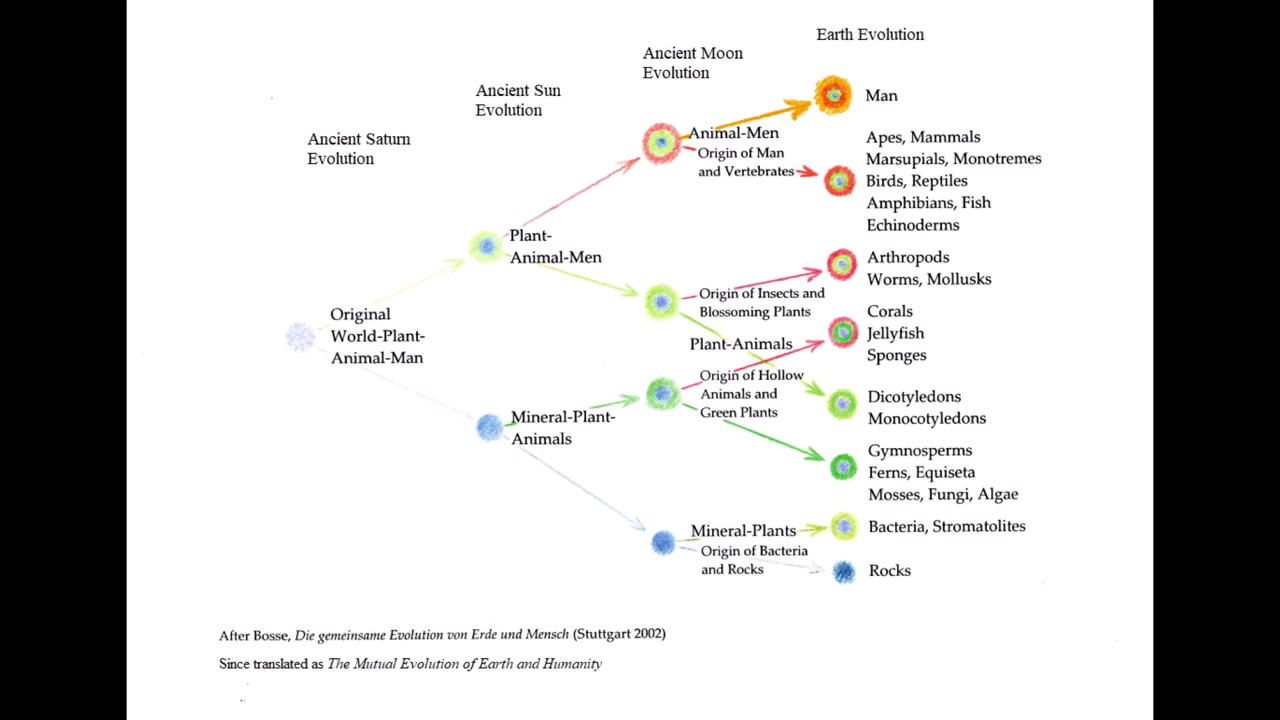 Earth Evolution
Ancient Moon
Evolution
Ancient Sun
Evolution
Ancient Saturn
Evolution
Man
Animal-Men
Origin of Man
and Vertebrates
Apes, Mammals
Marsupials, Monotremes
Birds, Reptiles
Amphibians, Fish
Echinoderms
Plant-
Animal-Men
Arthropods
Worms, Mollusks
Origin of Insects and
Blossoming Plants
Original
World-Plant-
Animal-Man
Plant-Animals
Corals
Jellyfish
Sponges
Origin of Hollow
Animals and
Green Plants
Dicotyledons
Monocotyledons
Mineral-Plant-
Animals
Gymnosperms
Ferns, Equiseta
Mosses, Fungi, Algae
Mineral-Plants
Origin of Bacteria
and Rocks
Bacteria, Stromatolites
Rocks
After Bosse, Die gemeinsame Evolution von Erde und Mensch (Stuttgart 2002)
Since translated as The Mutual Evolution of Earth and Humanity